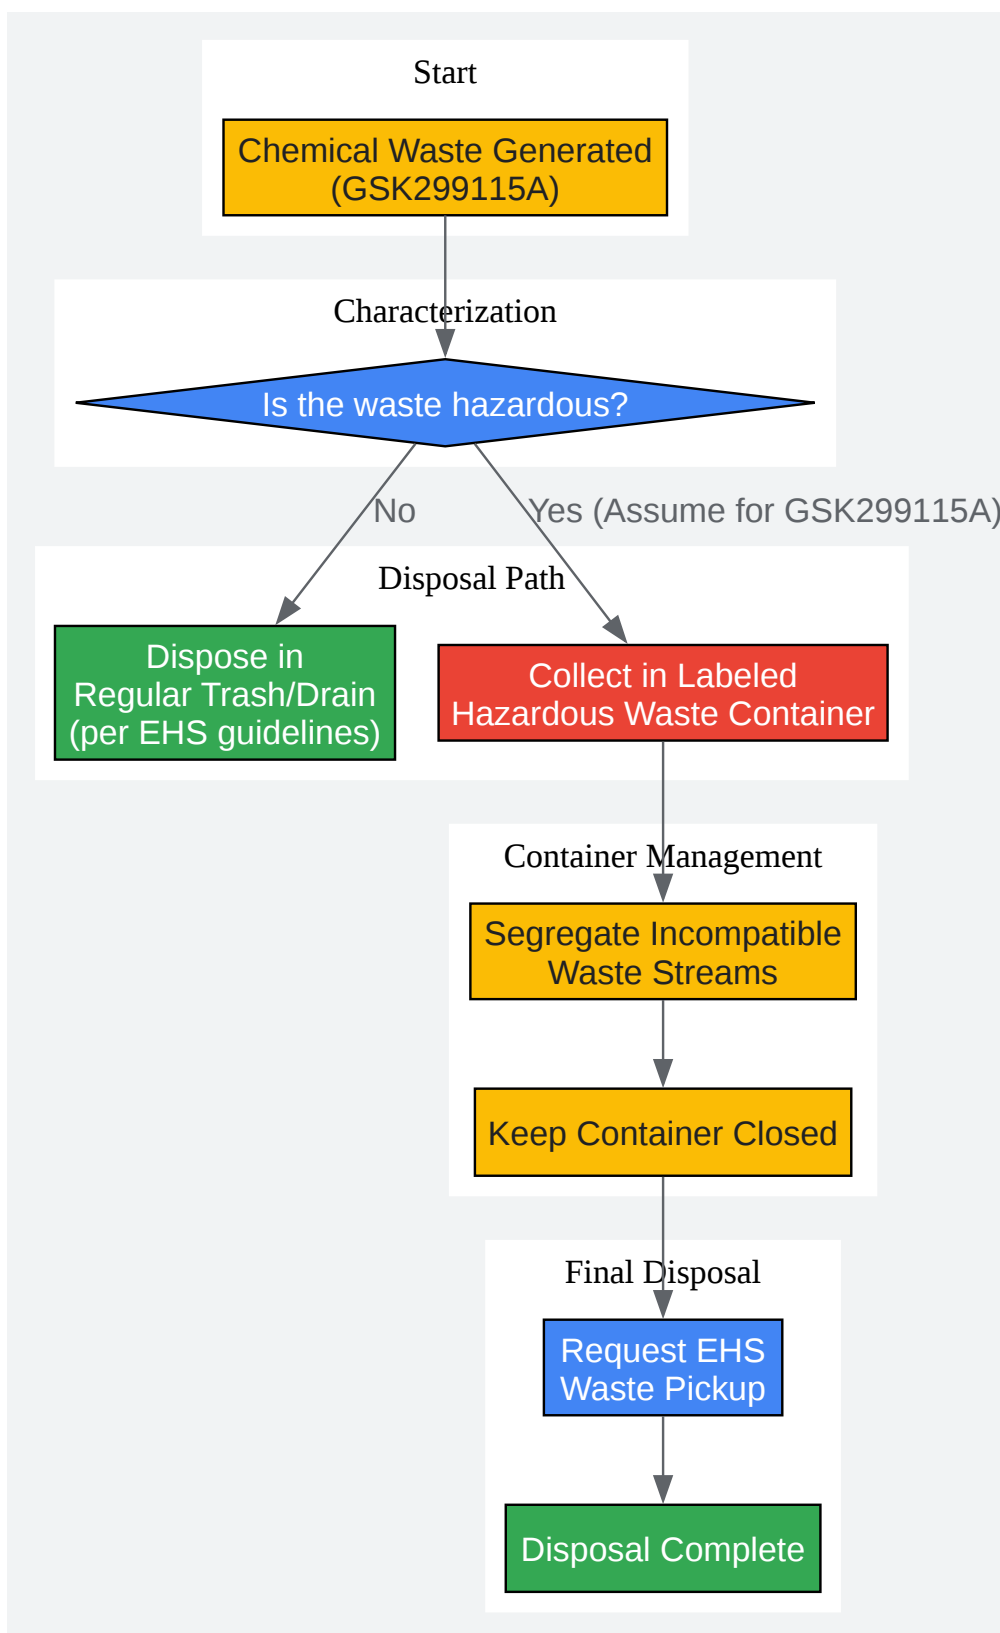 Start
Chemical Waste Generated
(GSK299115A)
Characterization
Is the waste hazardous?
No
Yes (Assume for GSK299115A)
Disposal Path
Dispose in
Regular Trash/Drain
(per EHS guidelines)
Collect in Labeled
Hazardous Waste Container
Container Management
Segregate Incompatible
Waste Streams
Keep Container Closed
Final Disposal
Request EHS
Waste Pickup
Disposal Complete